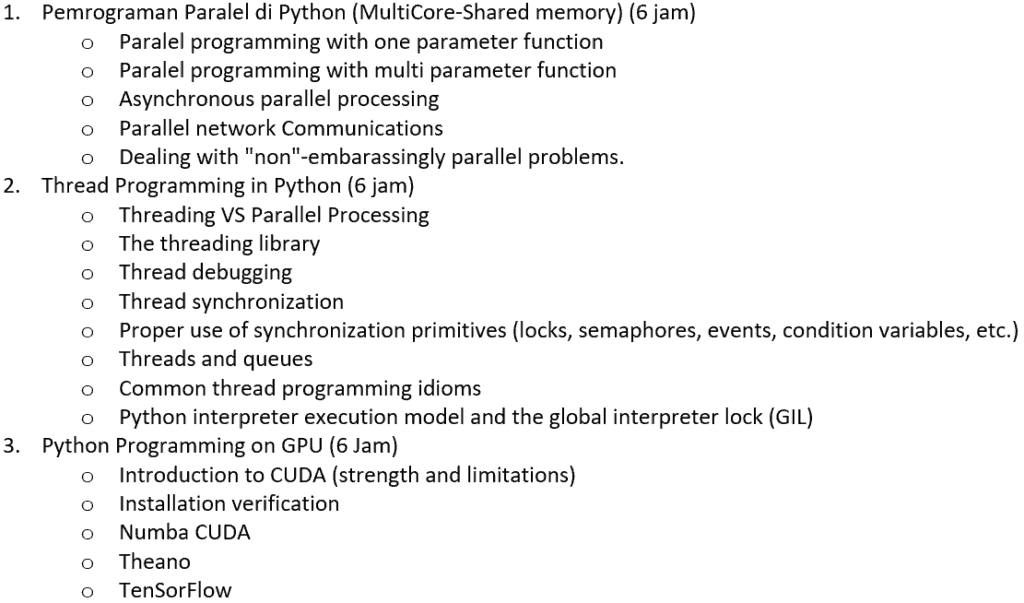 1. Pemrograman Paralel di Python (MultiCore-Shared memory) (6 jam)
o Paralel programming with one parameter function
o Paralel programming with multi parameter function
o Asynchronous parallel processing
o Parallel network Communications
o Dealing with "non"-embarassingly parallel problems.
2. Thread Programming in Python (6 jam)
o Threading VS Parallel Processing
o The threading library
o Thread debugging
o Thread synchronization
o Proper use of synchronization primitives (locks, semaphores, events, condition variables, etc.)
o Threads and queues
o Common thread programming idioms
o Python interpreter execution model and the global interpreter lock (GIL)
3. Python Programming on GPU (6 Jam)
o Introduction to CUDA (strength and limitations)
o Installation verification
o Numba CUDA
o Theano
o TenSorFlow